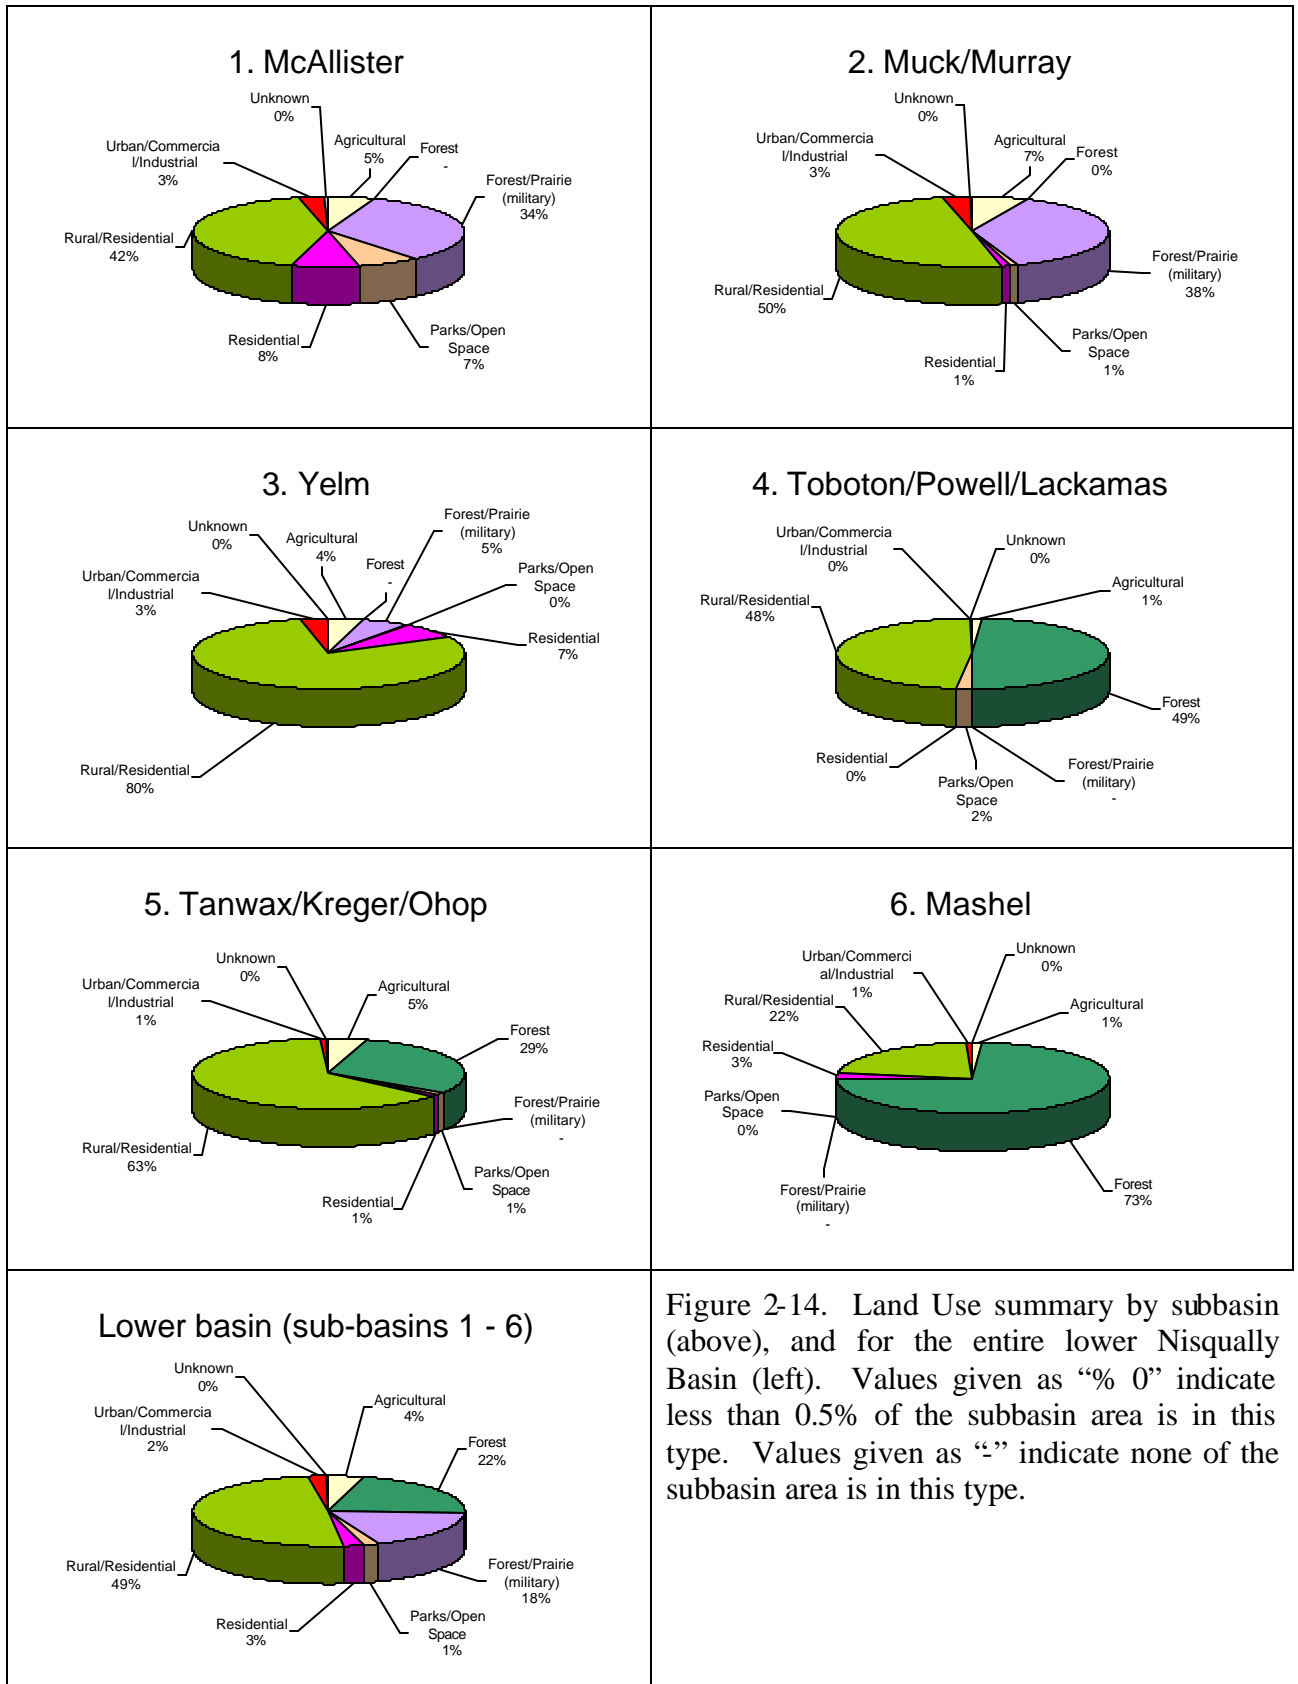 1. McAllister
Unknown
0%
Agricultural
5%
Forest
-
Urban/Commercia
l/Industrial
3%
Forest/Prairie
(military)
34%
Rural/Residential
42%
Residential
8%
Parks/Open
Space
7%
2. Muck/Murray
Unknown
0%
Urban/Commercia
l/Industrial
3%
Agricultural
7%
Forest
0%
Forest/Prairie
(military)
38%
Rural/Residential
50%
Parks/Open
Space
1%
Residential
1%
3. Yelm
Unknown
0%
Agricultural
4%
Forest/Prairie
(military)
5%
Forest
-
Parks/Open
Space
0%
Urban/Commercia
l/Industrial
3%
Residential
7%
Rural/Residential
80%
4. Toboton/Powell/Lackamas
Urban/Commercia
l/Industrial
0%
Unknown
0%
Agricultural
1%
Rural/Residential
48%
Forest
49%
Residential
0%
Parks/Open
Space
2%
Forest/Prairie
(military)
-
5. Tanwax/Kreger/Ohop
Unknown
0%
Urban/Commercia
l/Industrial
1%
Agricultural
5%
Forest
29%
Forest/Prairie
(military)
-
Rural/Residential
63%
Parks/Open
Space
1%
Residential
1%
6. Mashel
Urban/Commerci
al/Industrial
1%
Unknown
0%
Rural/Residential
22%
Agricultural
1%
Residential
3%
Parks/Open
Space
0%
Forest/Prairie
(military)
-
Forest
73%
Lower basin (sub-basins 1 - 6)
Unknown
0%
Urban/Commercia
l/Industrial
2%
Agricultural
4%
Forest
22%
Rural/Residential
49%
Forest/Prairie
(military)
18%
Residential
3%
Parks/Open
Space
1%
Figure 2-14. Land Use summary by subbasin
(above), and for the entire lower Nisqually
Basin (left). Values given as “% 0” indicate
less than 0.5% of the subbasin area is in this
type. Values given as “-” indicate none of the
subbasin area is in this type.